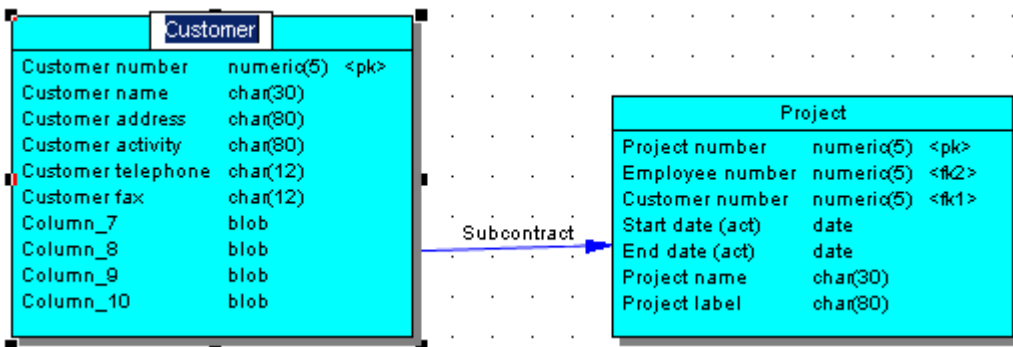 Customer
Customer number numeric(5) <pk>
Customer name char(30)
Customer address char(80)
Customer activity char(80)
Customer telephone char(12)
Customer fax char(12)
Column_7 blob
Column_8 blob
Column_9 blob
Column_10 blob
Subcontract
Project
Project number numeric(5) <pk>
Employee number numeric(5) <fk2>
Customer number numeric(5) <fk1>
Start date (act) date
End date (act) date
Project name char(30)
Project label char(80)